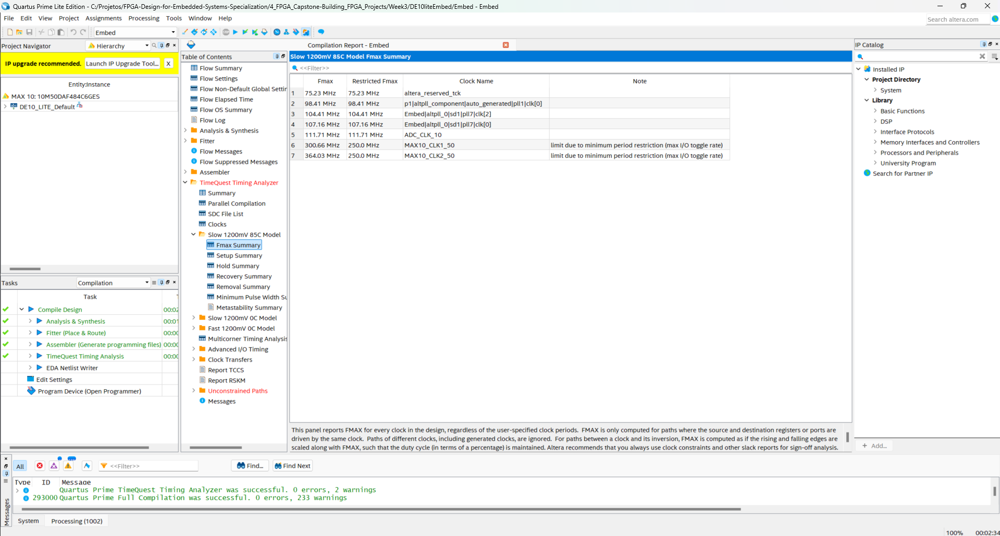 Quartus Prime Lite Edition - C:/Projetos/FPGA-Design-for-Embedded-Systems-Specialization/4_FPGA_Capstone-Building_FPGA_Projects/Week3/DE10liteEmbed/Embed - Embed
File Edit View Project Assignments Processing Tools Window Help
Search altera.com
Embed
Project Navigator
Hierarchy
IP upgrade recommended. Launch IP Upgrade Tool... X
Entity:Instance
MAX 10: 10M50DAF484C6GES
DE10_LITE_Default
Tasks
Compilation
Task
Compile Design 00:02
Analysis & Synthesis 00:01
Fitter (Place & Route) 00:00
Assembler (Generate programming files) 00:00
TimeQuest Timing Analysis 00:00
EDA Netlist Writer
Edit Settings
Program Device (Open Programmer)
Table of Contents
Flow Summary
Flow Settings
Flow Non-Default Global Settin
Flow Elapsed Time
Flow OS Summary
Flow Log
Analysis & Synthesis
Fitter
Flow Messages
Flow Suppressed Messages
Assembler
TimeQuest Timing Analyzer
Summary
Parallel Compilation
SDC File List
Clocks
Slow 1200mV 85C Model
Fmax Summary
Setup Summary
Hold Summary
Recovery Summary
Removal Summary
Minimum Pulse Width Su
Metastability Summary
Slow 1200mV 0C Model
Fast 1200mV 0C Model
Multicorner Timing Analysis
Advanced I/O Timing
Clock Transfers
Report TCCS
Report RSKM
Unconstrained Paths
Messages
Compilation Report - Embed
Slow 1200mV 85C Model Fmax Summary
<<Filter>>
Fmax Restricted Fmax Clock Name Note
1 75.23 MHz 75.23 MHz altera_reserved_tck
2 98.41 MHz 98.41 MHz p1|altpll_component|auto_generated|pll1|clk[0]
3 104.41 MHz 104.41 MHz Embed|altpll_0|sd1|pll7|clk[2]
4 107.16 MHz 107.16 MHz Embed|altpll_0|sd1|pll7|clk[0]
5 111.71 MHz 111.71 MHz ADC_CLK_10
6 300.66 MHz 250.0 MHz MAX10_CLK1_50 limit due to minimum period restriction (max I/O toggle rate)
7 364.03 MHz 250.0 MHz MAX10_CLK2_50 limit due to minimum period restriction (max I/O toggle rate)
This panel reports FMAX for every clock in the design, regardless of the user-specified clock periods. FMAX is only computed for paths where the source and destination registers or ports are
driven by the same clock. Paths of different clocks, including generated clocks, are ignored. For paths between a clock and its inversion, FMAX is computed as if the rising and falling edges are
scaled along with FMAX, such that the duty cycle (in terms of a percentage) is maintained. Altera recommends that you always use clock constraints and other slack reports for sign-off analysis.
IP Catalog
Installed IP
Project Directory
System
Library
Basic Functions
DSP
Interface Protocols
Memory Interfaces and Controllers
Processors and Peripherals
University Program
Search for Partner IP
+ Add...
All
<<Filter>>
Find...
Find Next
Type ID Message
Quartus Prime TimeQuest Timing Analyzer was successful. 0 errors, 2 warnings
293000 Quartus Prime Full Compilation was successful. 0 errors, 233 warnings
Messages
System Processing (1002)
100% 00:02:34